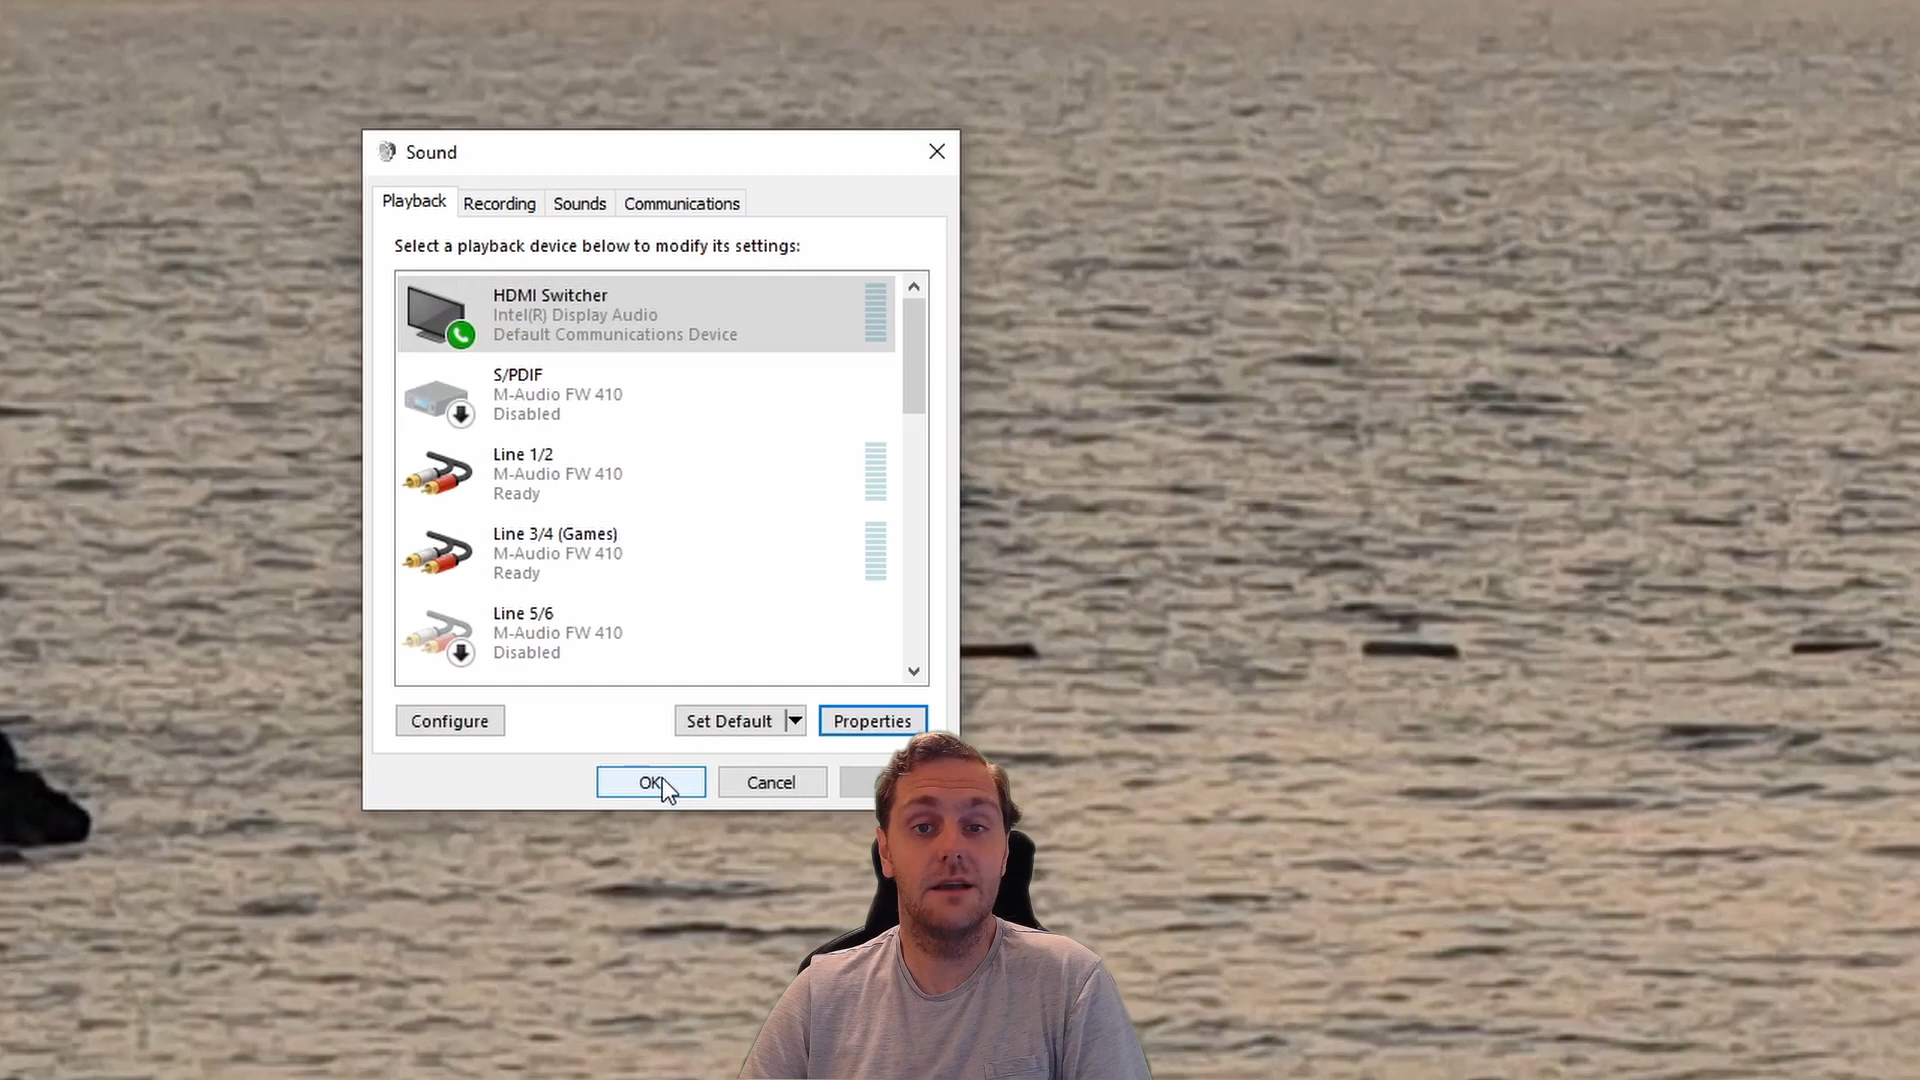 Sound
Playback
Recording
Sounds
Communications
Select a playback device below to modify its settings:
HDMI Switcher
Intel(R) Display Audio
Default Communications Device
S/PDIF
M-Audio FW 410
Disabled
Line 1/2
M-Audio FW 410
Ready
Line 3/4 (Games)
M-Audio FW 410
Ready
Line 5/6
M-Audio FW 410
Disabled
Configure
Set Default
Properties
OK
Cancel